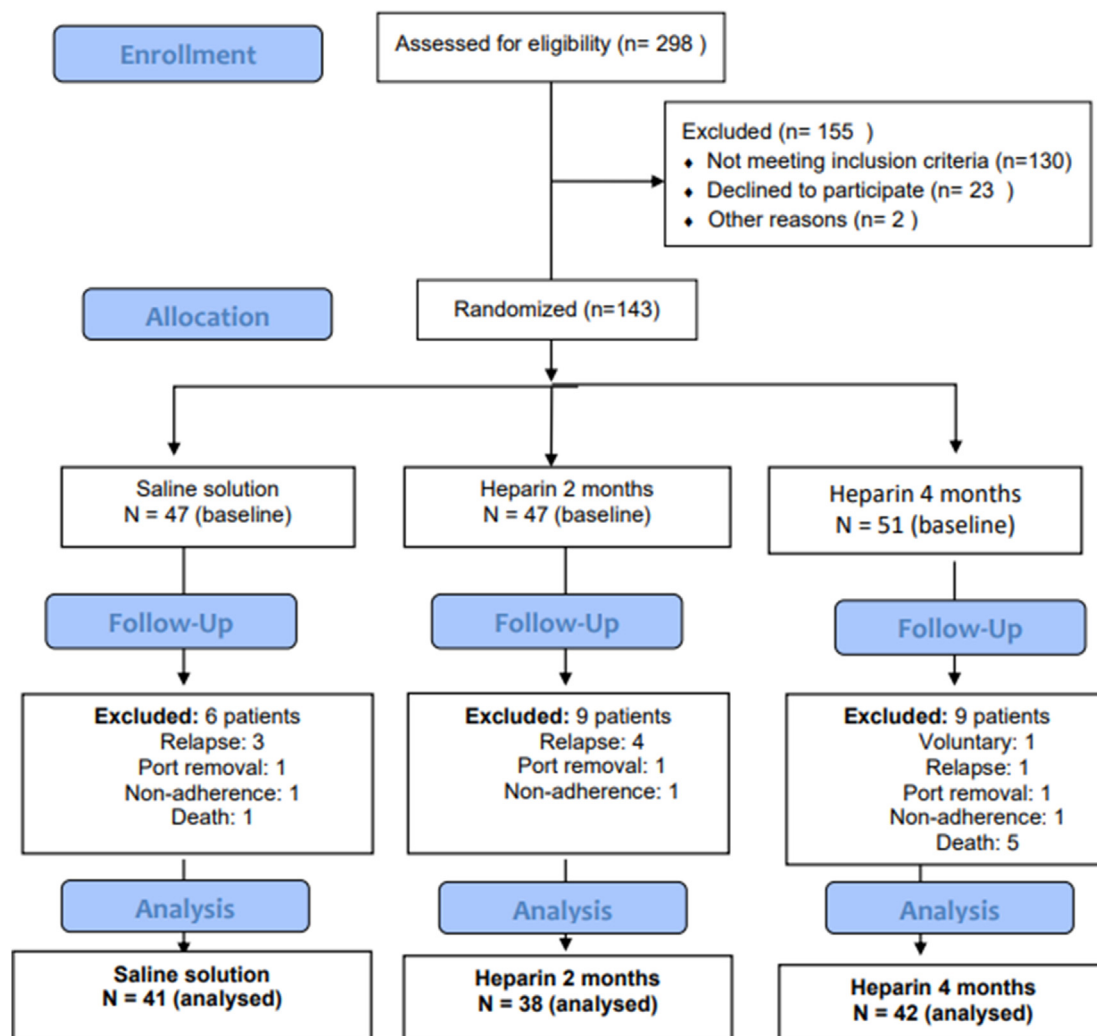 Enrollment
Assessed for eligibility (n= 298 )
Excluded (n= 155 )
♦ Not meeting inclusion criteria (n=130)
♦ Declined to participate (n= 23 )
♦ Other reasons (n= 2 )
Allocation
Randomized (n=143)
Saline solution
N = 47 (baseline)
Heparin 2 months
N = 47 (baseline)
Heparin 4 months
N = 51 (baseline)
Follow-Up
Follow-Up
Follow-Up
Excluded: 6 patients
Relapse: 3
Port removal: 1
Non-adherence: 1
Death: 1
Excluded: 9 patients
Relapse: 4
Port removal: 1
Non-adherence: 1
Excluded: 9 patients
Voluntary: 1
Relapse: 1
Port removal: 1
Non-adherence: 1
Death: 5
Analysis
Analysis
Analysis
Saline solution
N = 41 (analysed)
Heparin 2 months
N = 38 (analysed)
Heparin 4 months
N = 42 (analysed)